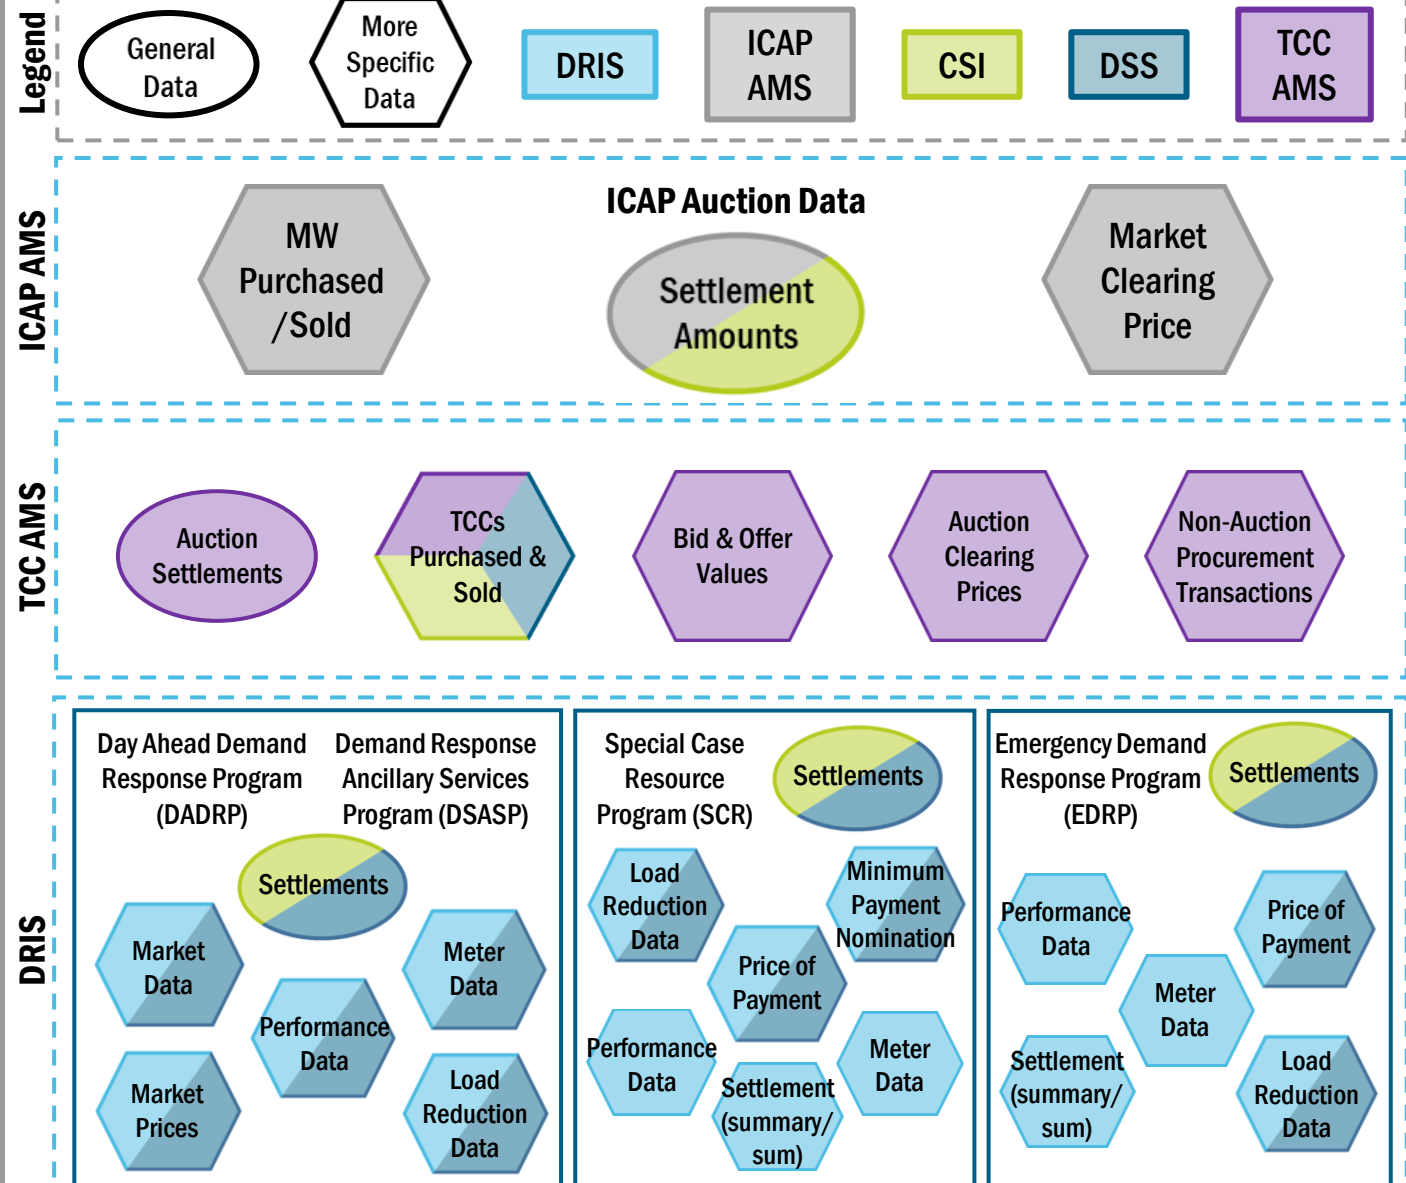 Legend
General
Data
More
Specific
Data
DRIS
ICAP
AMS
CSI
DSS
TCC
AMS
ICAP AMS
MW
Purchased
/Sold
ICAP Auction Data
Settlement
Amounts
Market
Clearing
Price
TCC AMS
Auction
Settlements
TCCs
Purchased &
Sold
Bid & Offer
Values
Auction
Clearing
Prices
Non-Auction
Procurement
Transactions
DRIS
Day Ahead Demand
Response Program
(DADRP)
Demand Response
Ancillary Services
Program (DSASP)
Settlements
Market
Data
Meter
Data
Performance
Data
Market
Prices
Load
Reduction
Data
Special Case
Resource
Program (SCR)
Settlements
Load
Reduction
Data
Minimum
Payment
Nomination
Price of
Payment
Performance
Data
Meter
Data
Settlement
(summary/
sum)
Emergency Demand
Response Program
(EDRP)
Settlements
Performance
Data
Price of
Payment
Meter
Data
Settlement
(summary/
sum)
Load
Reduction
Data